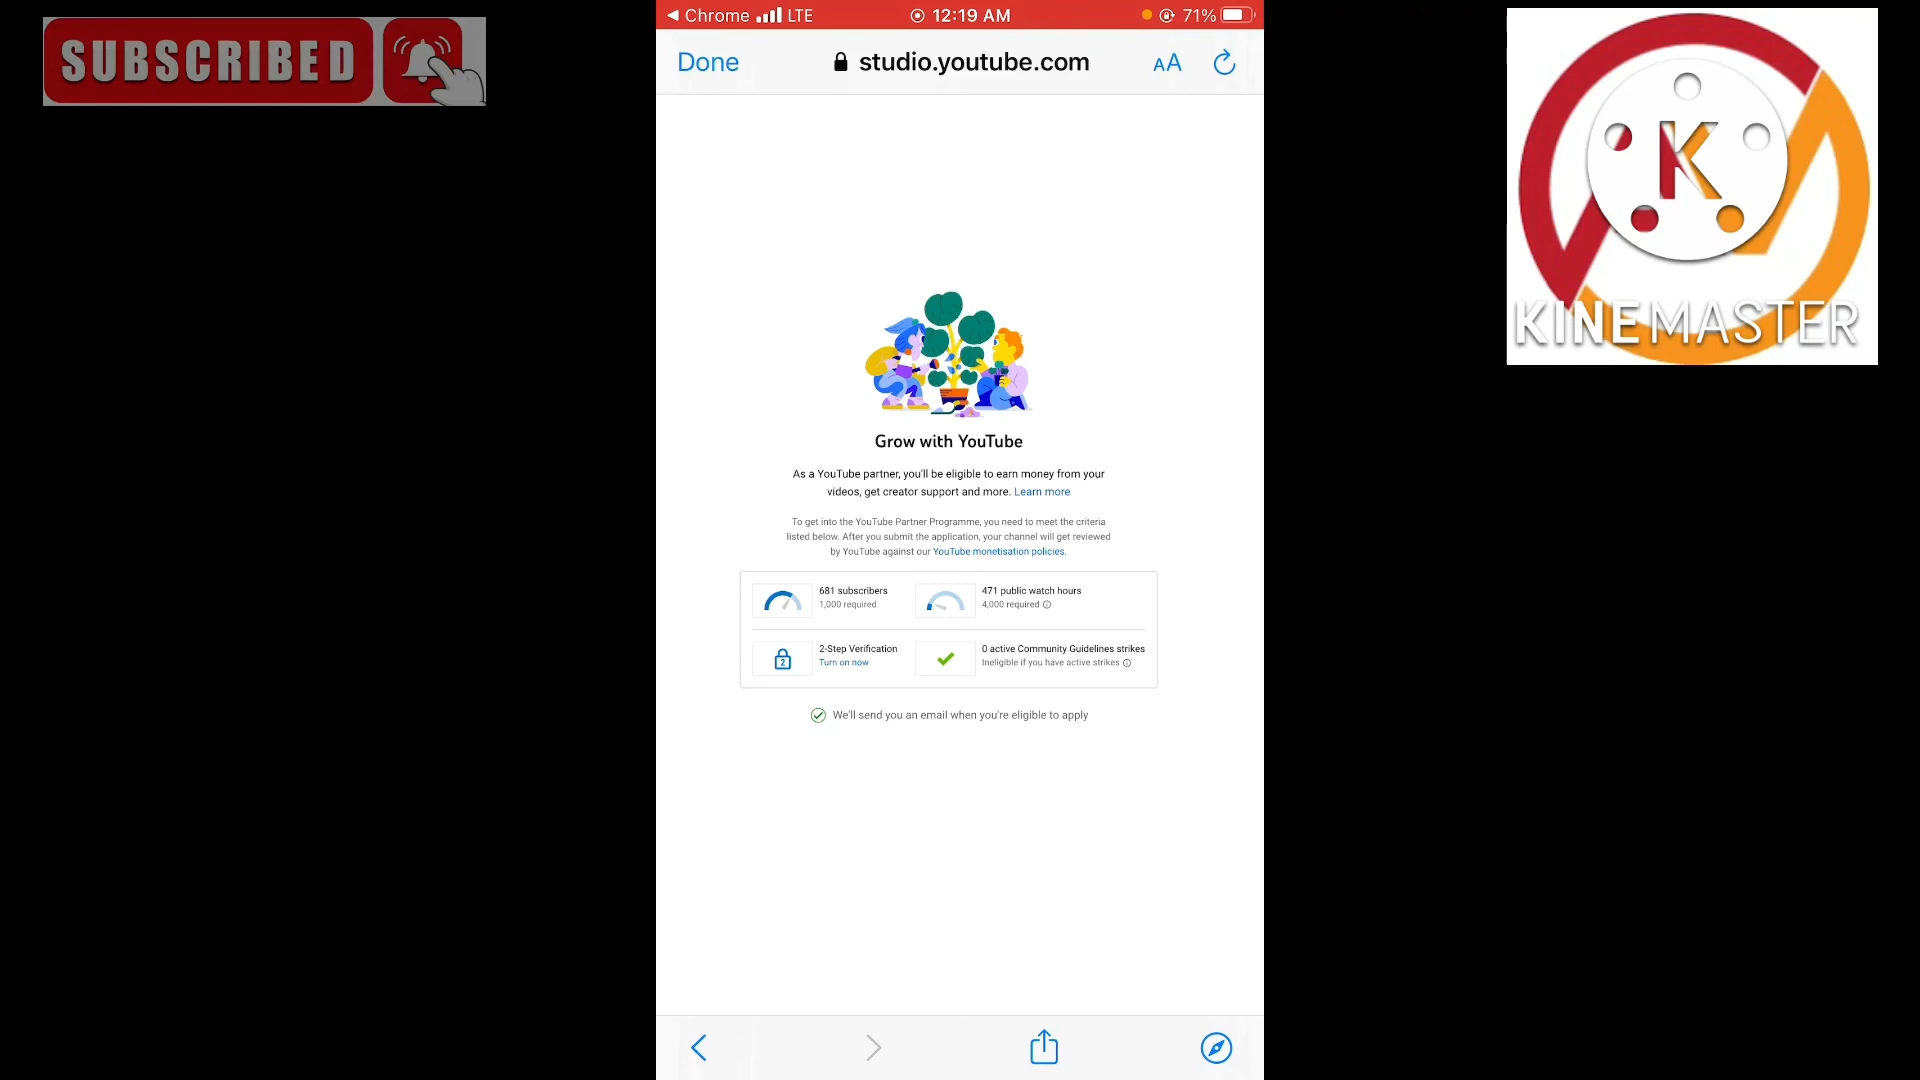 SUBSCRIBED
Chrome LTE 12:19 AM 71%
Done studio.youtube.com AA
K
KINEMASTER
Grow with YouTube
As a YouTube partner, you'll be eligible to earn money from your
videos, get creator support and more. Learn more
To get into the YouTube Partner Programme, you need to meet the criteria
listed below. After you submit the application, your channel will get reviewed
by YouTube against our YouTube monetisation policies.
681 subscribers
1,000 required
471 public watch hours
4,000 required
2
2-Step Verification
Turn on now
0 active Community Guidelines strikes
Ineligible if you have active strikes
We'll send you an email when you're eligible to apply